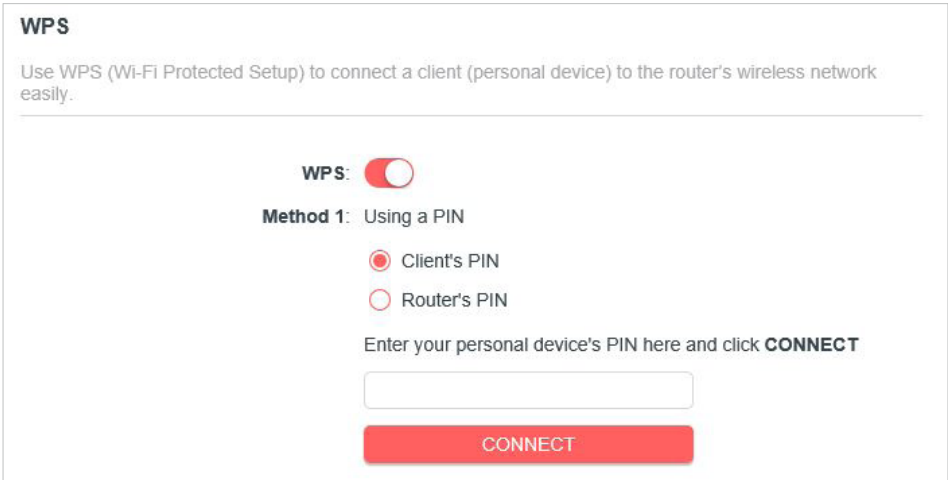 WPS
Use WPS (Wi-Fi Protected Setup) to connect a client (personal device) to the router's wireless network
easily.
WPS:
Method 1: Using a PIN
Client's PIN
Router's PIN
Enter your personal device's PIN here and click CONNECT
CONNECT